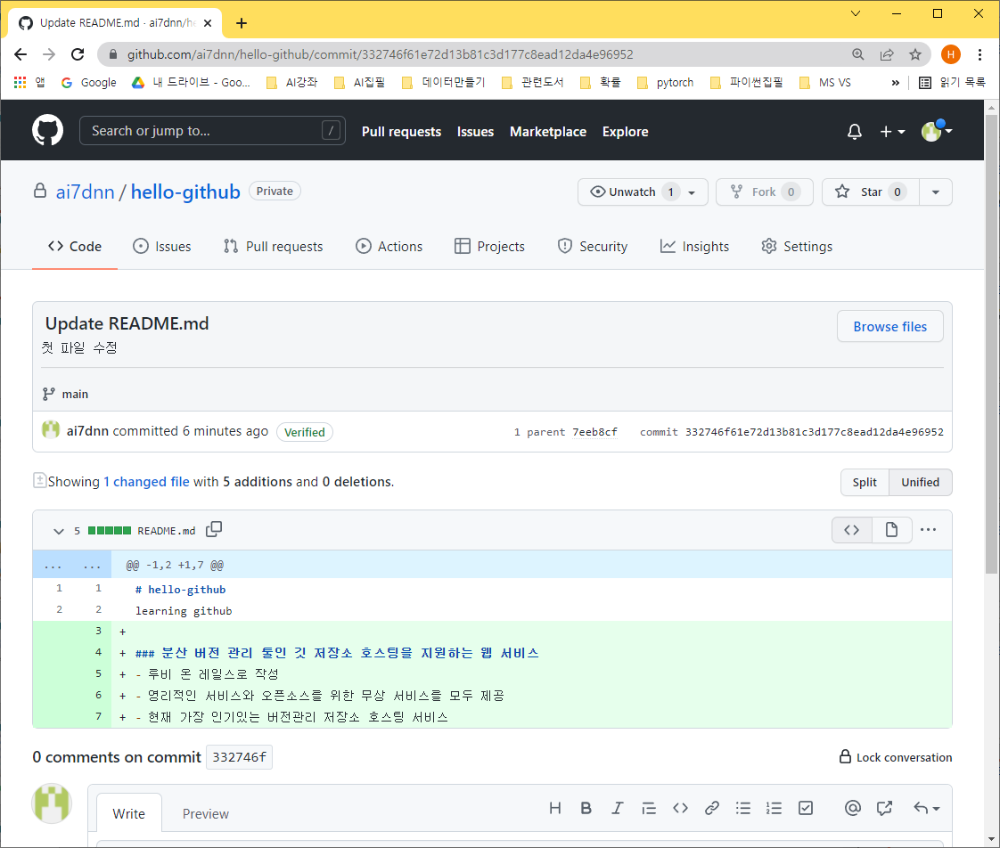 Update README.md · ai7dnn/he
github.com/ai7dnn/hello-github/commit/332746f61e72d13b81c3d177c8ead12da4e96952
H
앱 Google 내 드라이브 - Goo... AI강좌 AI집필 데이터만들기 관련도서 확률 pytorch 파이썬집필 MS VS » 읽기 목록
Search or jump to... / Pull requests Issues Marketplace Explore
ai7dnn / hello-github Private Unwatch 1 Fork 0 Star 0
Code Issues Pull requests Actions Projects Security Insights Settings
Update README.md
Browse files
첫 파일 수정
main
ai7dnn committed 6 minutes ago Verified 1 parent 7eeb8cf commit 332746f61e72d13b81c3d177c8ead12da4e96952
Showing 1 changed file with 5 additions and 0 deletions. Split Unified
5 README.md
... ... @@ -1,2 +1,7 @@
1 1 # hello-github
2 2 learning github
3 +
4 + ### 분산 버전 관리 툴인 깃 저장소 호스팅을 지원하는 웹 서비스
5 + - 루비 온 레일스로 작성
6 + - 영리적인 서비스와 오픈소스를 위한 무상 서비스를 모두 제공
7 + - 현재 가장 인기있는 버전관리 저장소 호스팅 서비스
0 comments on commit 332746f Lock conversation
Write Preview H B I @